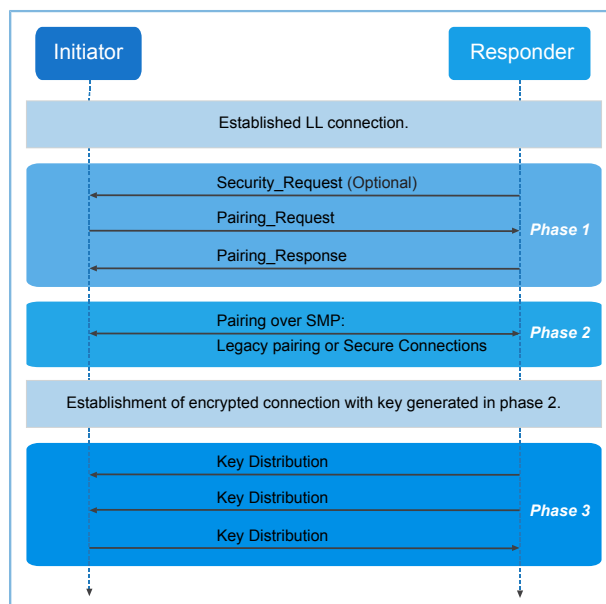 Initiator
Responder
Established LL connection.
Security_Request (Optional)
Pairing_Request
Phase 1
Pairing_Response
Pairing over SMP:
Phase 2
Legacy pairing or Secure Connections
Establishment of encrypted connection with key generated in phase 2.
Key Distribution
Key Distribution
Phase 3
Key Distribution